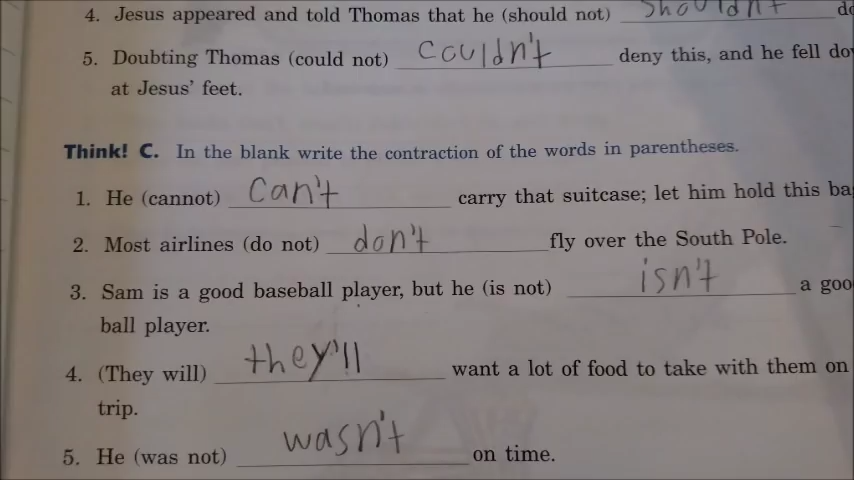 4. Jesus appeared and told Thomas that he (should not) shouldn't
5. Doubting Thomas (could not) couldn't deny this, and he fell
at Jesus' feet.
Think! C. In the blank write the contraction of the words in parentheses.
1. He (cannot) can't carry that suitcase; let him hold this
2. Most airlines (do not) don't fly over the South Pole.
3. Sam is a good baseball player, but he (is not) isn't a
ball player.
4. (They will) they'll want a lot of food to take with them on
trip.
5. He (was not) wasn't on time.